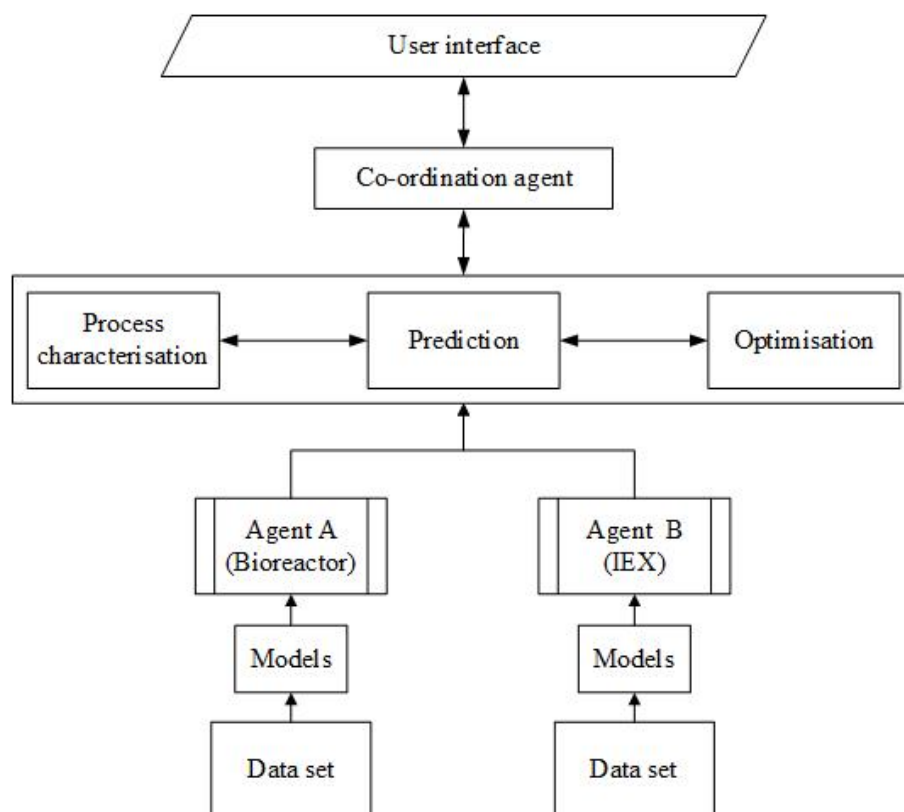 User interface
Co-ordination agent
Process
characterisation
Prediction
Optimisation
Agent A
(Bioreactor)
Agent B
(IEX)
Models
Models
Data set
Data set